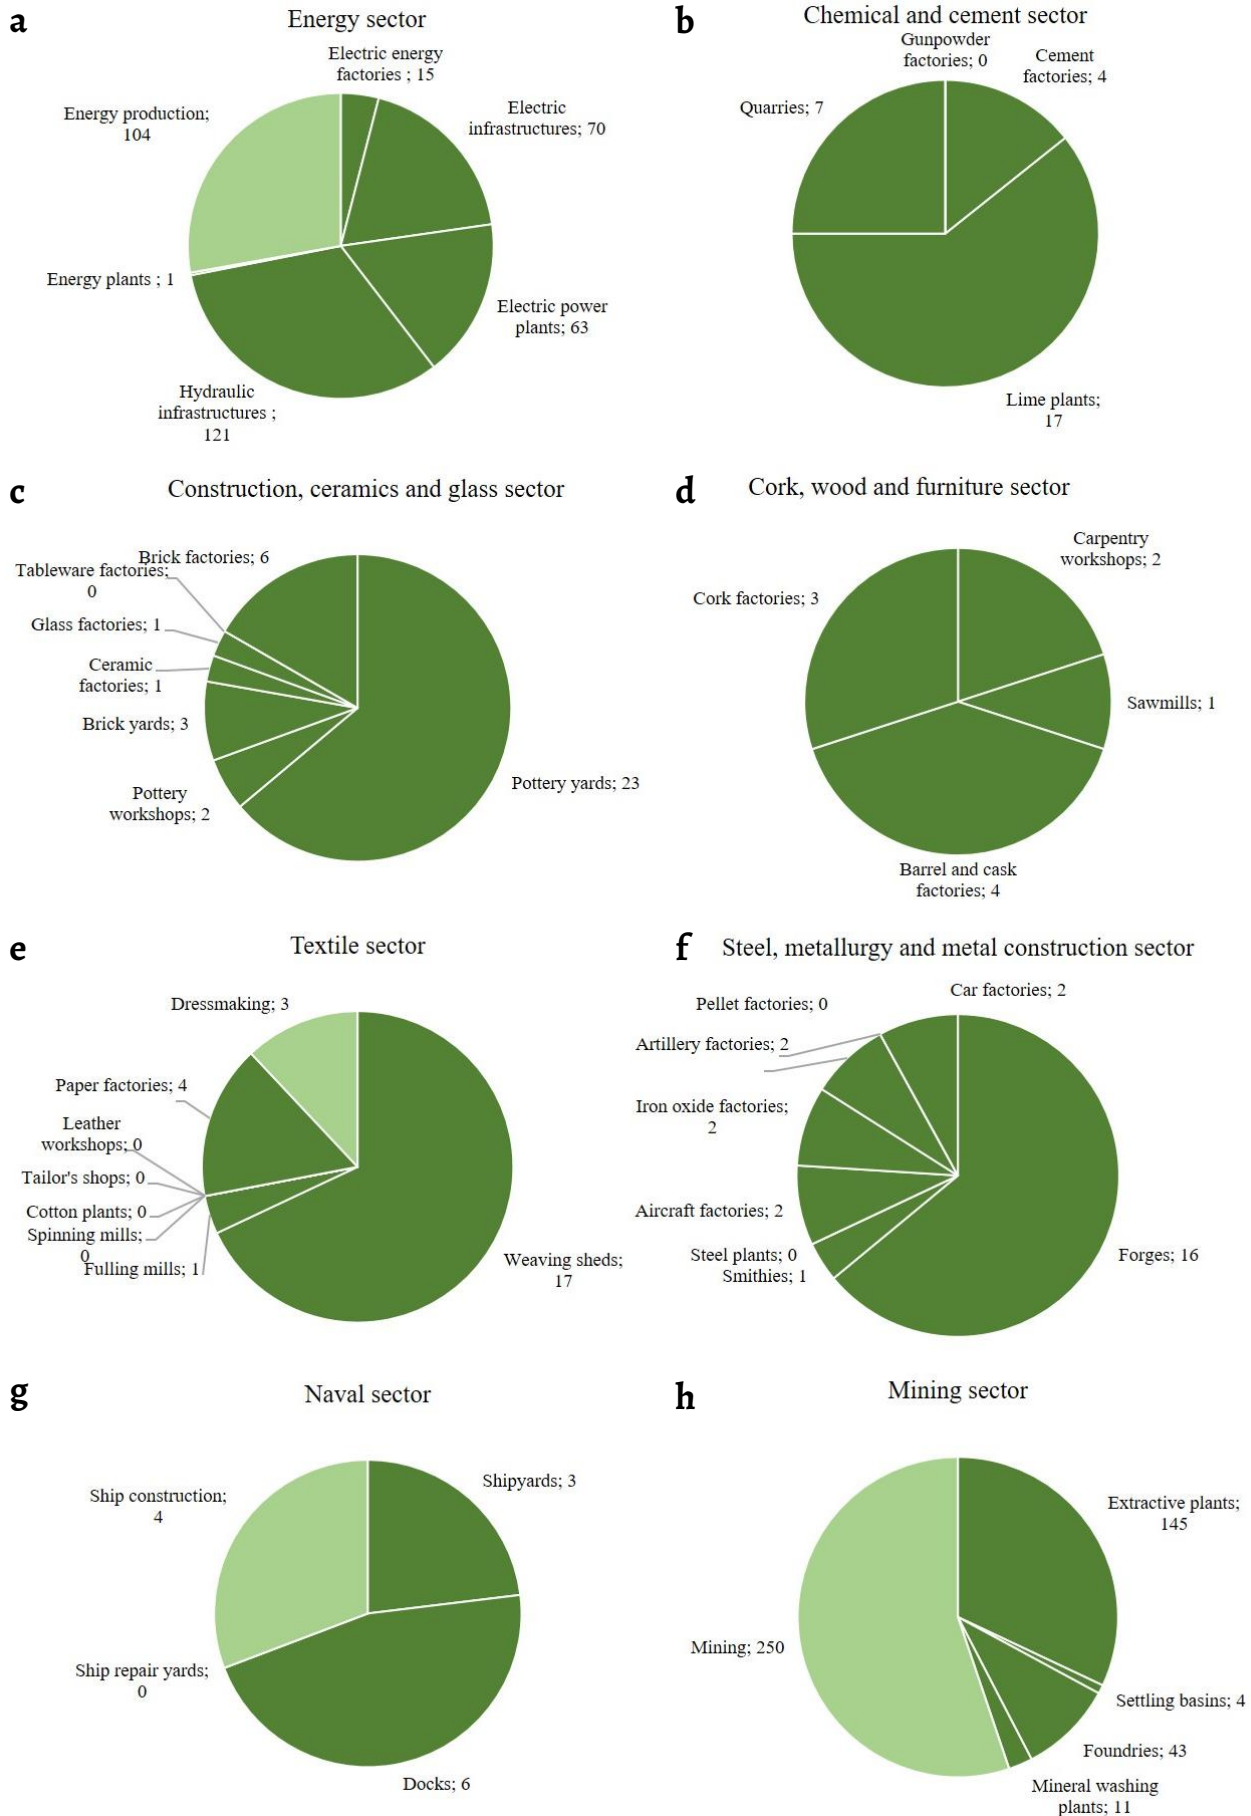 a
Energy sector
Electric energy
factories ; 15
Electric
infrastructures; 70
Electric power
plants; 63
Hydraulic
infrastructures ;
121
Energy plants ; 1
Energy production;
104
b
Chemical and cement sector
Gunpowder
factories; 0
Cement
factories; 4
Lime plants;
17
Quarries; 7
c
Construction, ceramics and glass sector
Brick factories; 6
Tableware factories;
0
Glass factories; 1
Ceramic
factories; 1
Brick yards; 3
Pottery
workshops; 2
Pottery yards; 23
d
Cork, wood and furniture sector
Carpentry
workshops; 2
Sawmills; 1
Barrel and cask
factories; 4
Cork factories; 3
e
Textile sector
Dressmaking; 3
Paper factories; 4
Leather
workshops; 0
Tailor's shops; 0
Cotton plants; 0
Spinning mills;
0
Fulling mills; 1
Weaving sheds;
17
f
Steel, metallurgy and metal construction sector
Car factories; 2
Pellet factories; 0
Artillery factories; 2
Iron oxide factories;
2
Aircraft factories; 2
Steel plants; 0
Smithies; 1
Forges; 16
g
Naval sector
Shipyards; 3
Docks; 6
Ship repair yards;
0
Ship construction;
4
h
Mining sector
Extractive plants;
145
Settling basins; 4
Foundries; 43
Mineral washing
plants; 11
Mining; 250